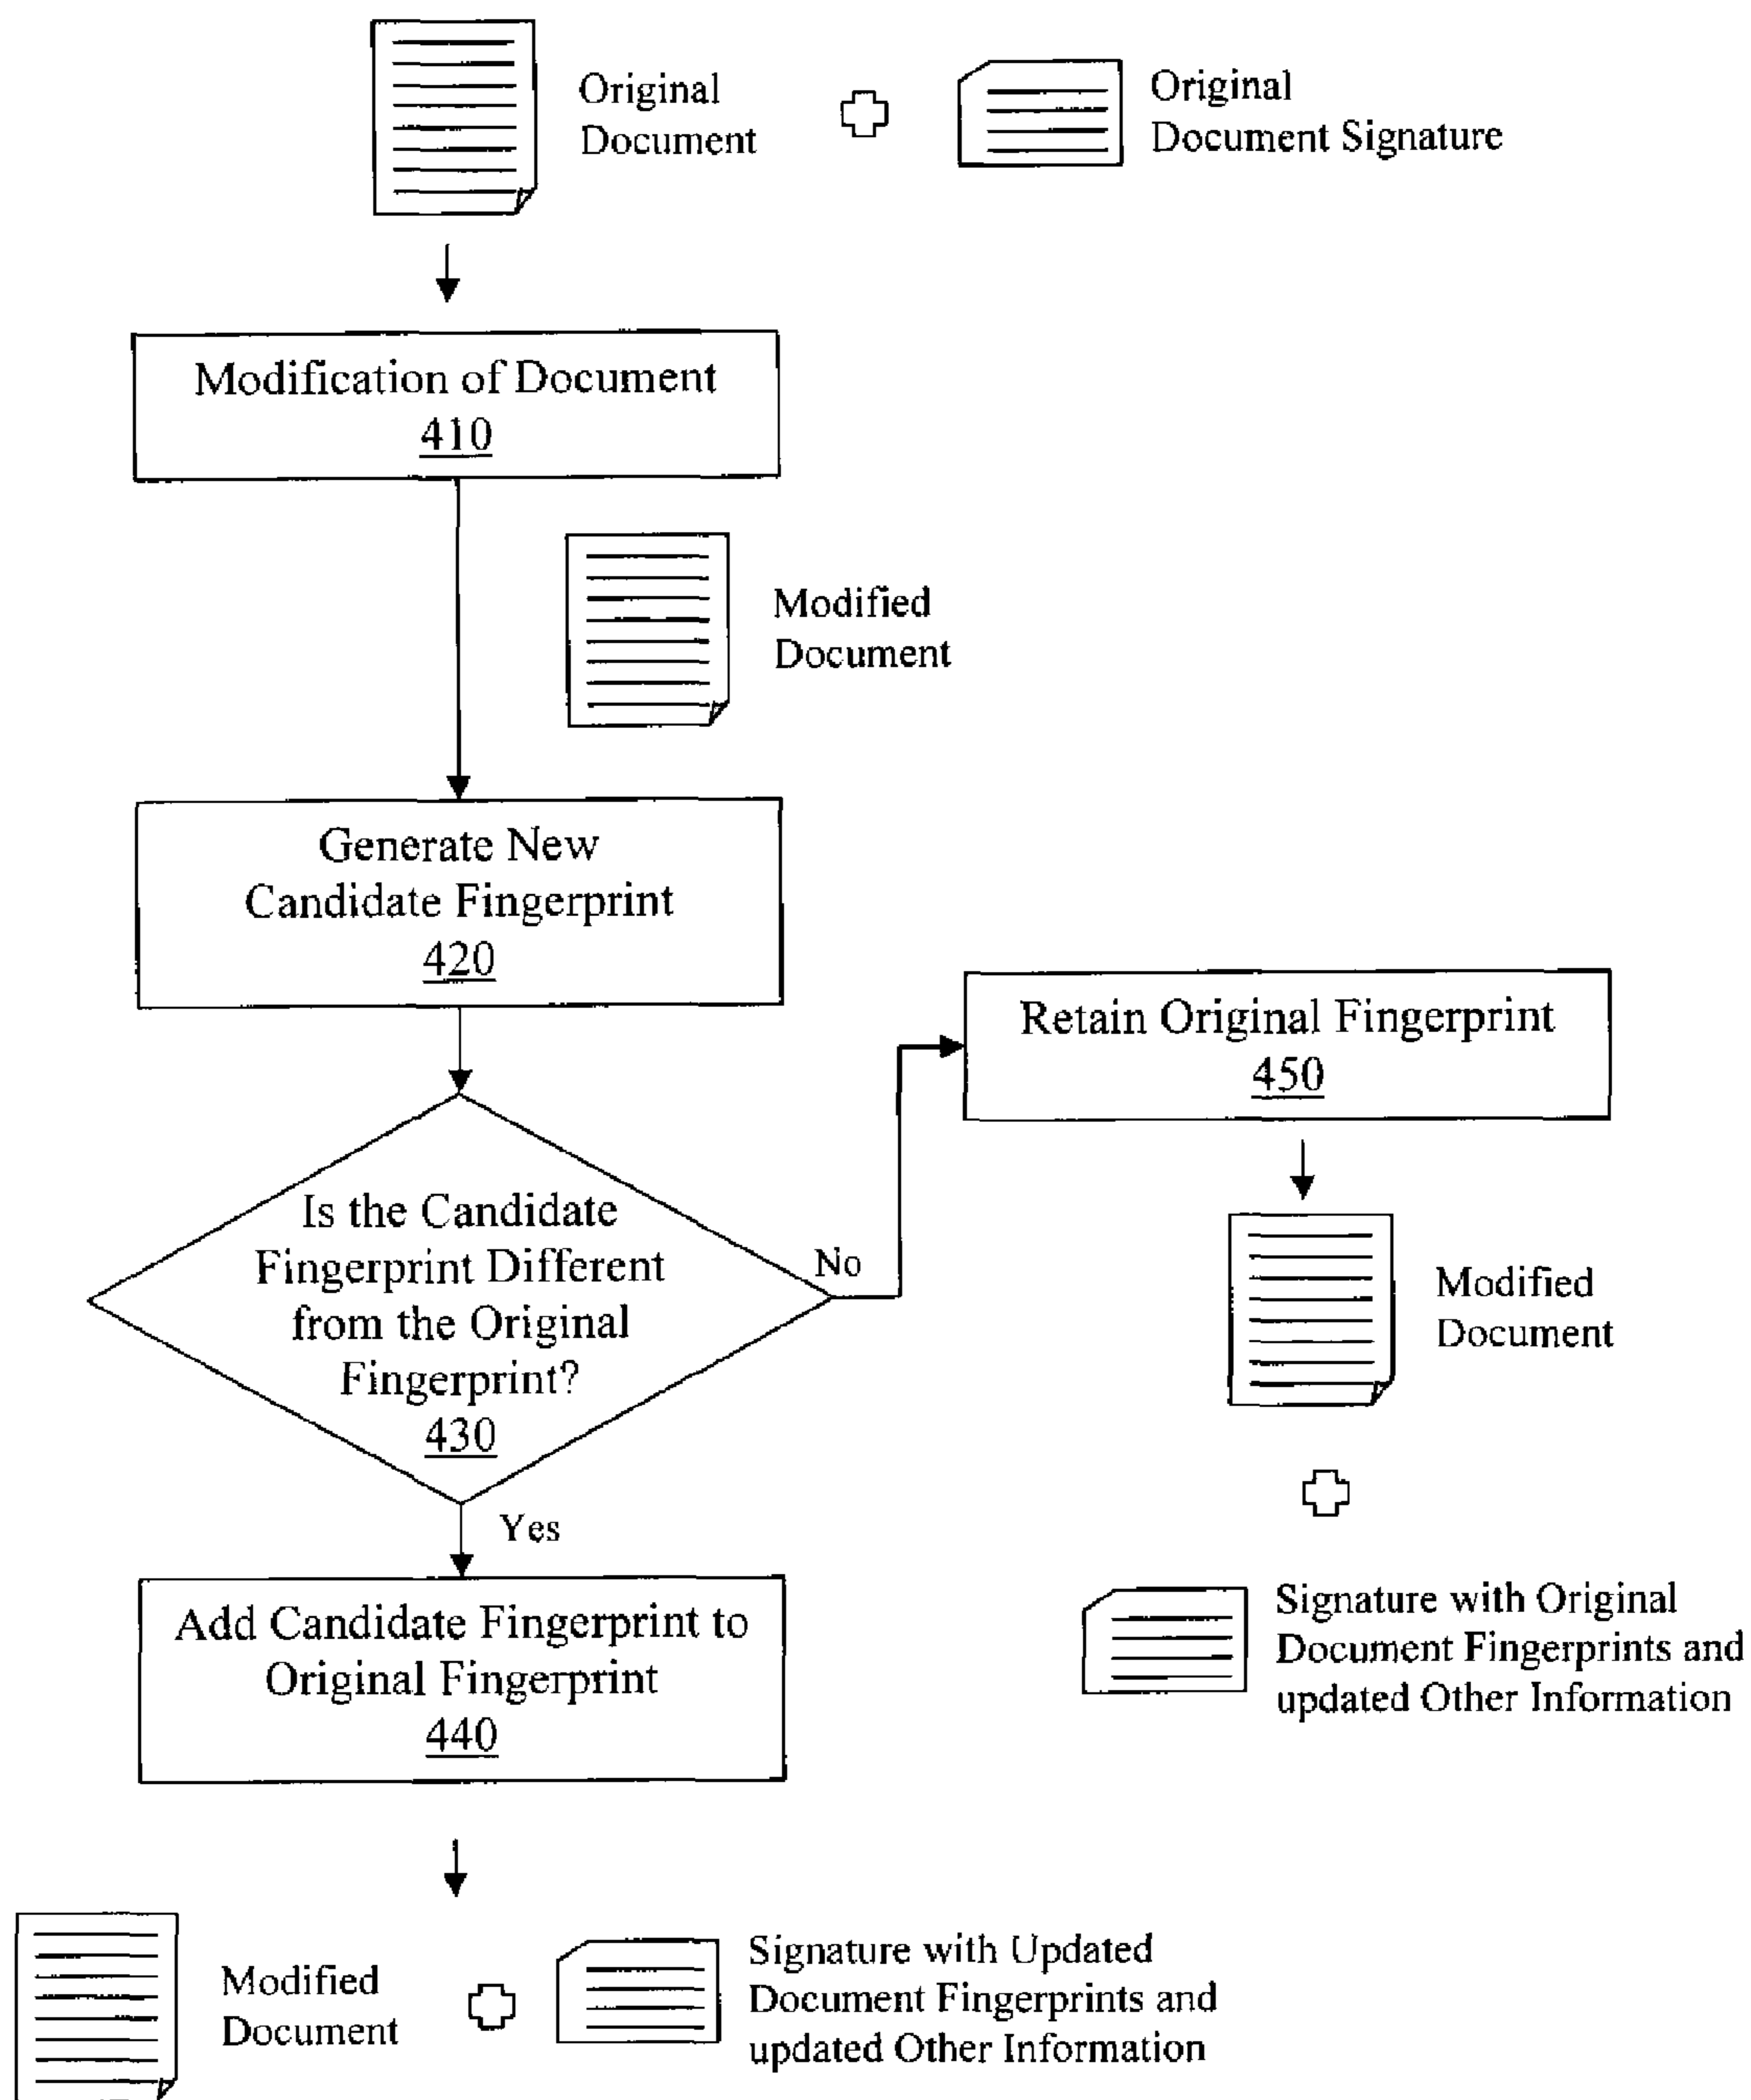 Original
Document
Original
Document Signature
Modification of Document
410
Modified
Document
Generate New
Candidate Fingerprint
420
Retain Original Fingerprint
450
Is the Candidate
Fingerprint Different
from the Original
Fingerprint?
430
No
Yes
Modified
Document
Signature with Original
Document Fingerprints and
updated Other Information
Add Candidate Fingerprint to
Original Fingerprint
440
Modified
Document
Signature with Updated
Document Fingerprints and
updated Other Information